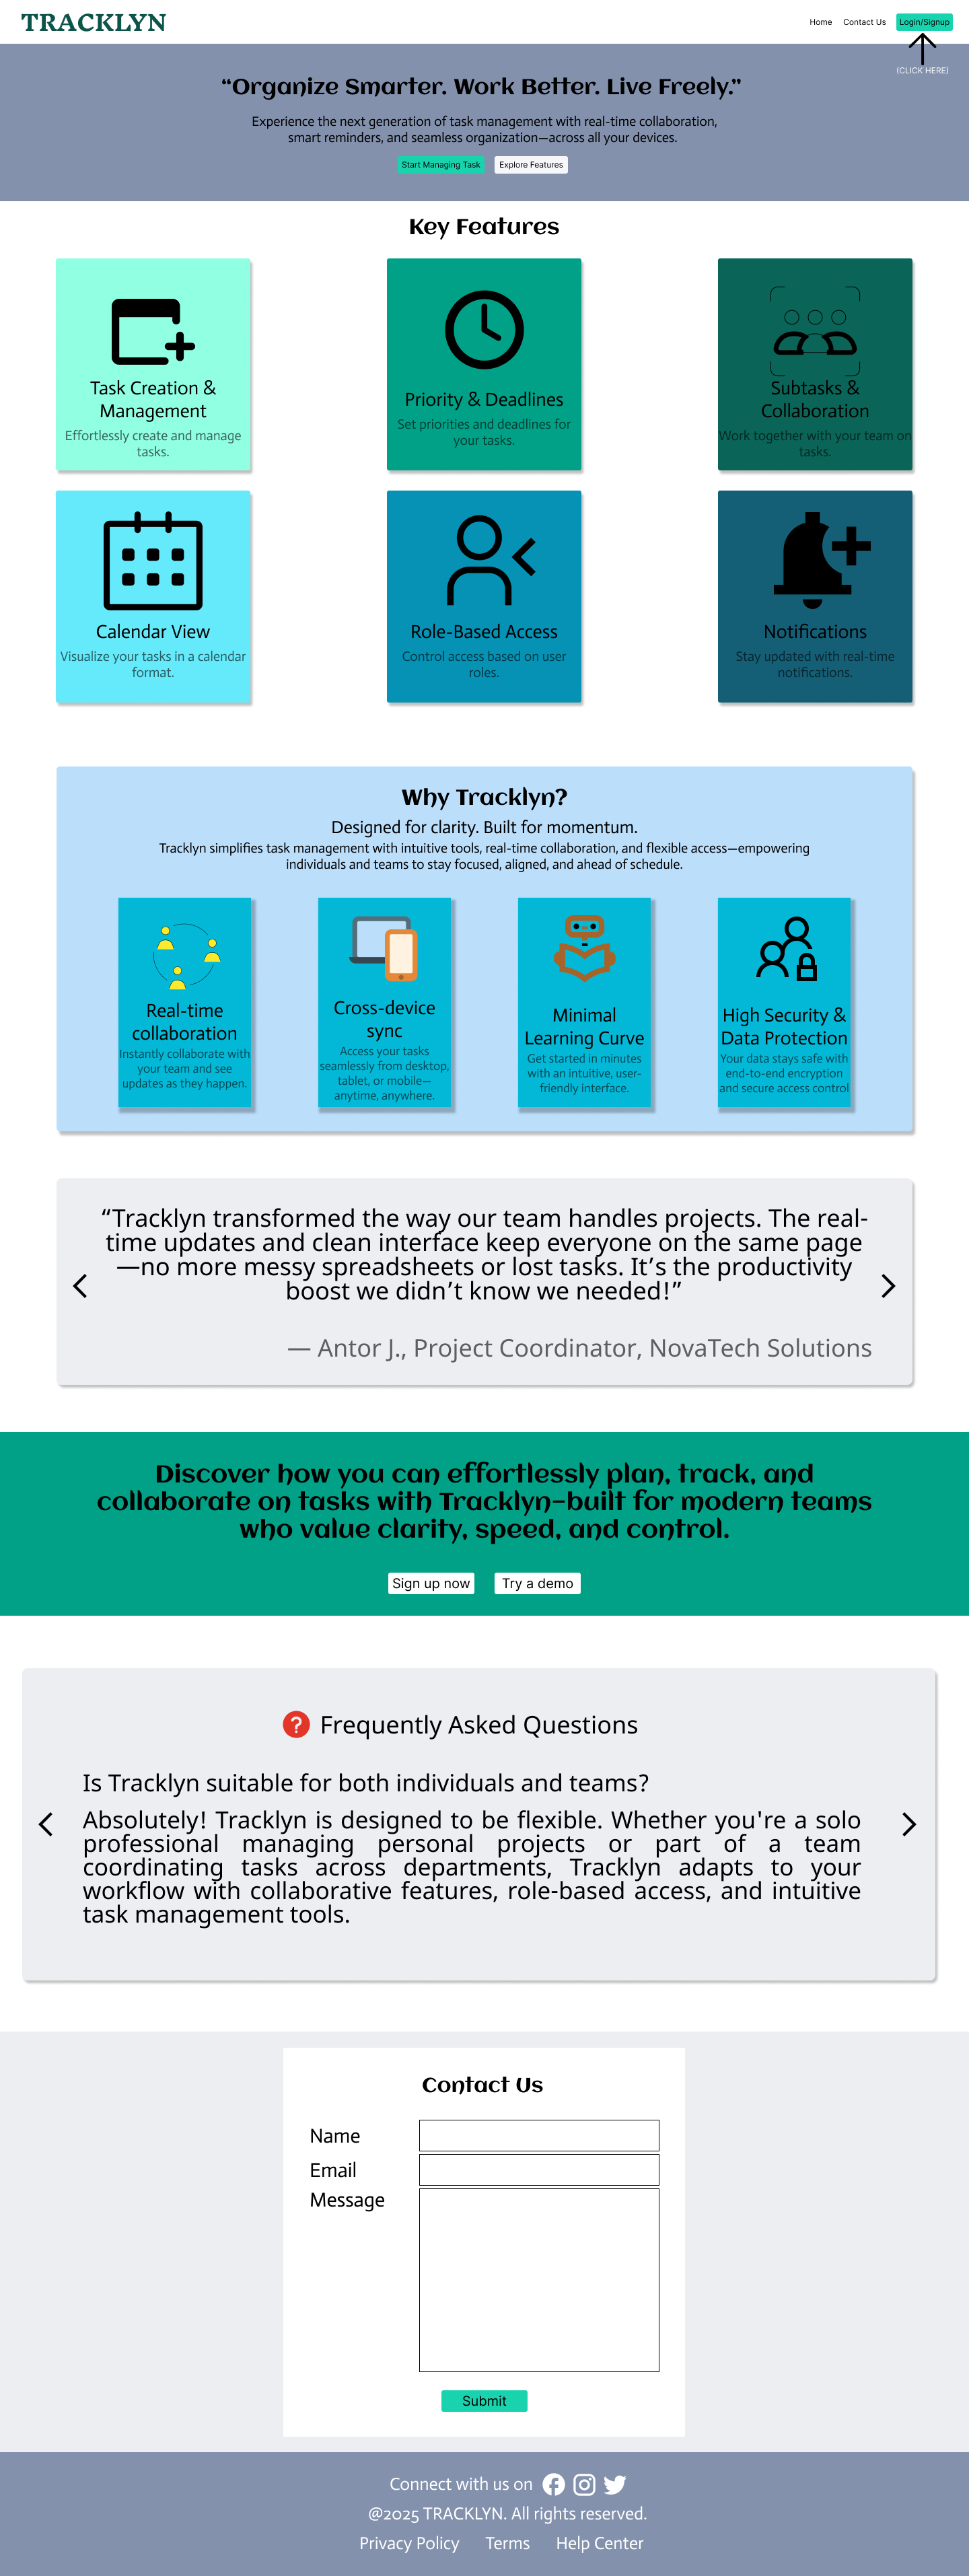 TRACKLYN
Home Contact Us Login/Signup
(CLICK HERE)
“Organize Smarter. Work Better. Live Freely.”
Experience the next generation of task management with real-time collaboration,
smart reminders, and seamless organization—across all your devices.
Start Managing Task Explore Features
Key Features
Task Creation &
Management
Effortlessly create and manage
tasks.
Priority & Deadlines
Set priorities and deadlines for
your tasks.
Subtasks &
Collaboration
Work together with your team on
tasks.
Calendar View
Visualize your tasks in a calendar
format.
Role-Based Access
Control access based on user
roles.
Notifications
Stay updated with real-time
notifications.
Why Tracklyn?
Designed for clarity. Built for momentum.
Tracklyn simplifies task management with intuitive tools, real-time collaboration, and flexible access—empowering
individuals and teams to stay focused, aligned, and ahead of schedule.
Real-time
collaboration
Instantly collaborate with
your team and see
updates as they happen.
Cross-device
sync
Access your tasks
seamlessly from desktop,
tablet, or mobile—
anytime, anywhere.
Minimal
Learning Curve
Get started in minutes
with an intuitive, user-
friendly interface.
High Security &
Data Protection
Your data stays safe with
end-to-end encryption
and secure access control
“Tracklyn transformed the way our team handles projects. The real-
time updates and clean interface keep everyone on the same page
—no more messy spreadsheets or lost tasks. It’s the productivity
boost we didn’t know we needed!”
— Antor J., Project Coordinator, NovaTech Solutions
Discover how you can effortlessly plan, track, and
collaborate on tasks with Tracklyn-built for modern teams
who value clarity, speed, and control.
Sign up now Try a demo
Frequently Asked Questions
Is Tracklyn suitable for both individuals and teams?
Absolutely! Tracklyn is designed to be flexible. Whether you're a solo
professional managing personal projects or part of a team
coordinating tasks across departments, Tracklyn adapts to your
workflow with collaborative features, role-based access, and intuitive
task management tools.
Contact Us
Name
Email
Message
Submit
Connect with us on
@2025 TRACKLYN. All rights reserved.
Privacy Policy Terms Help Center